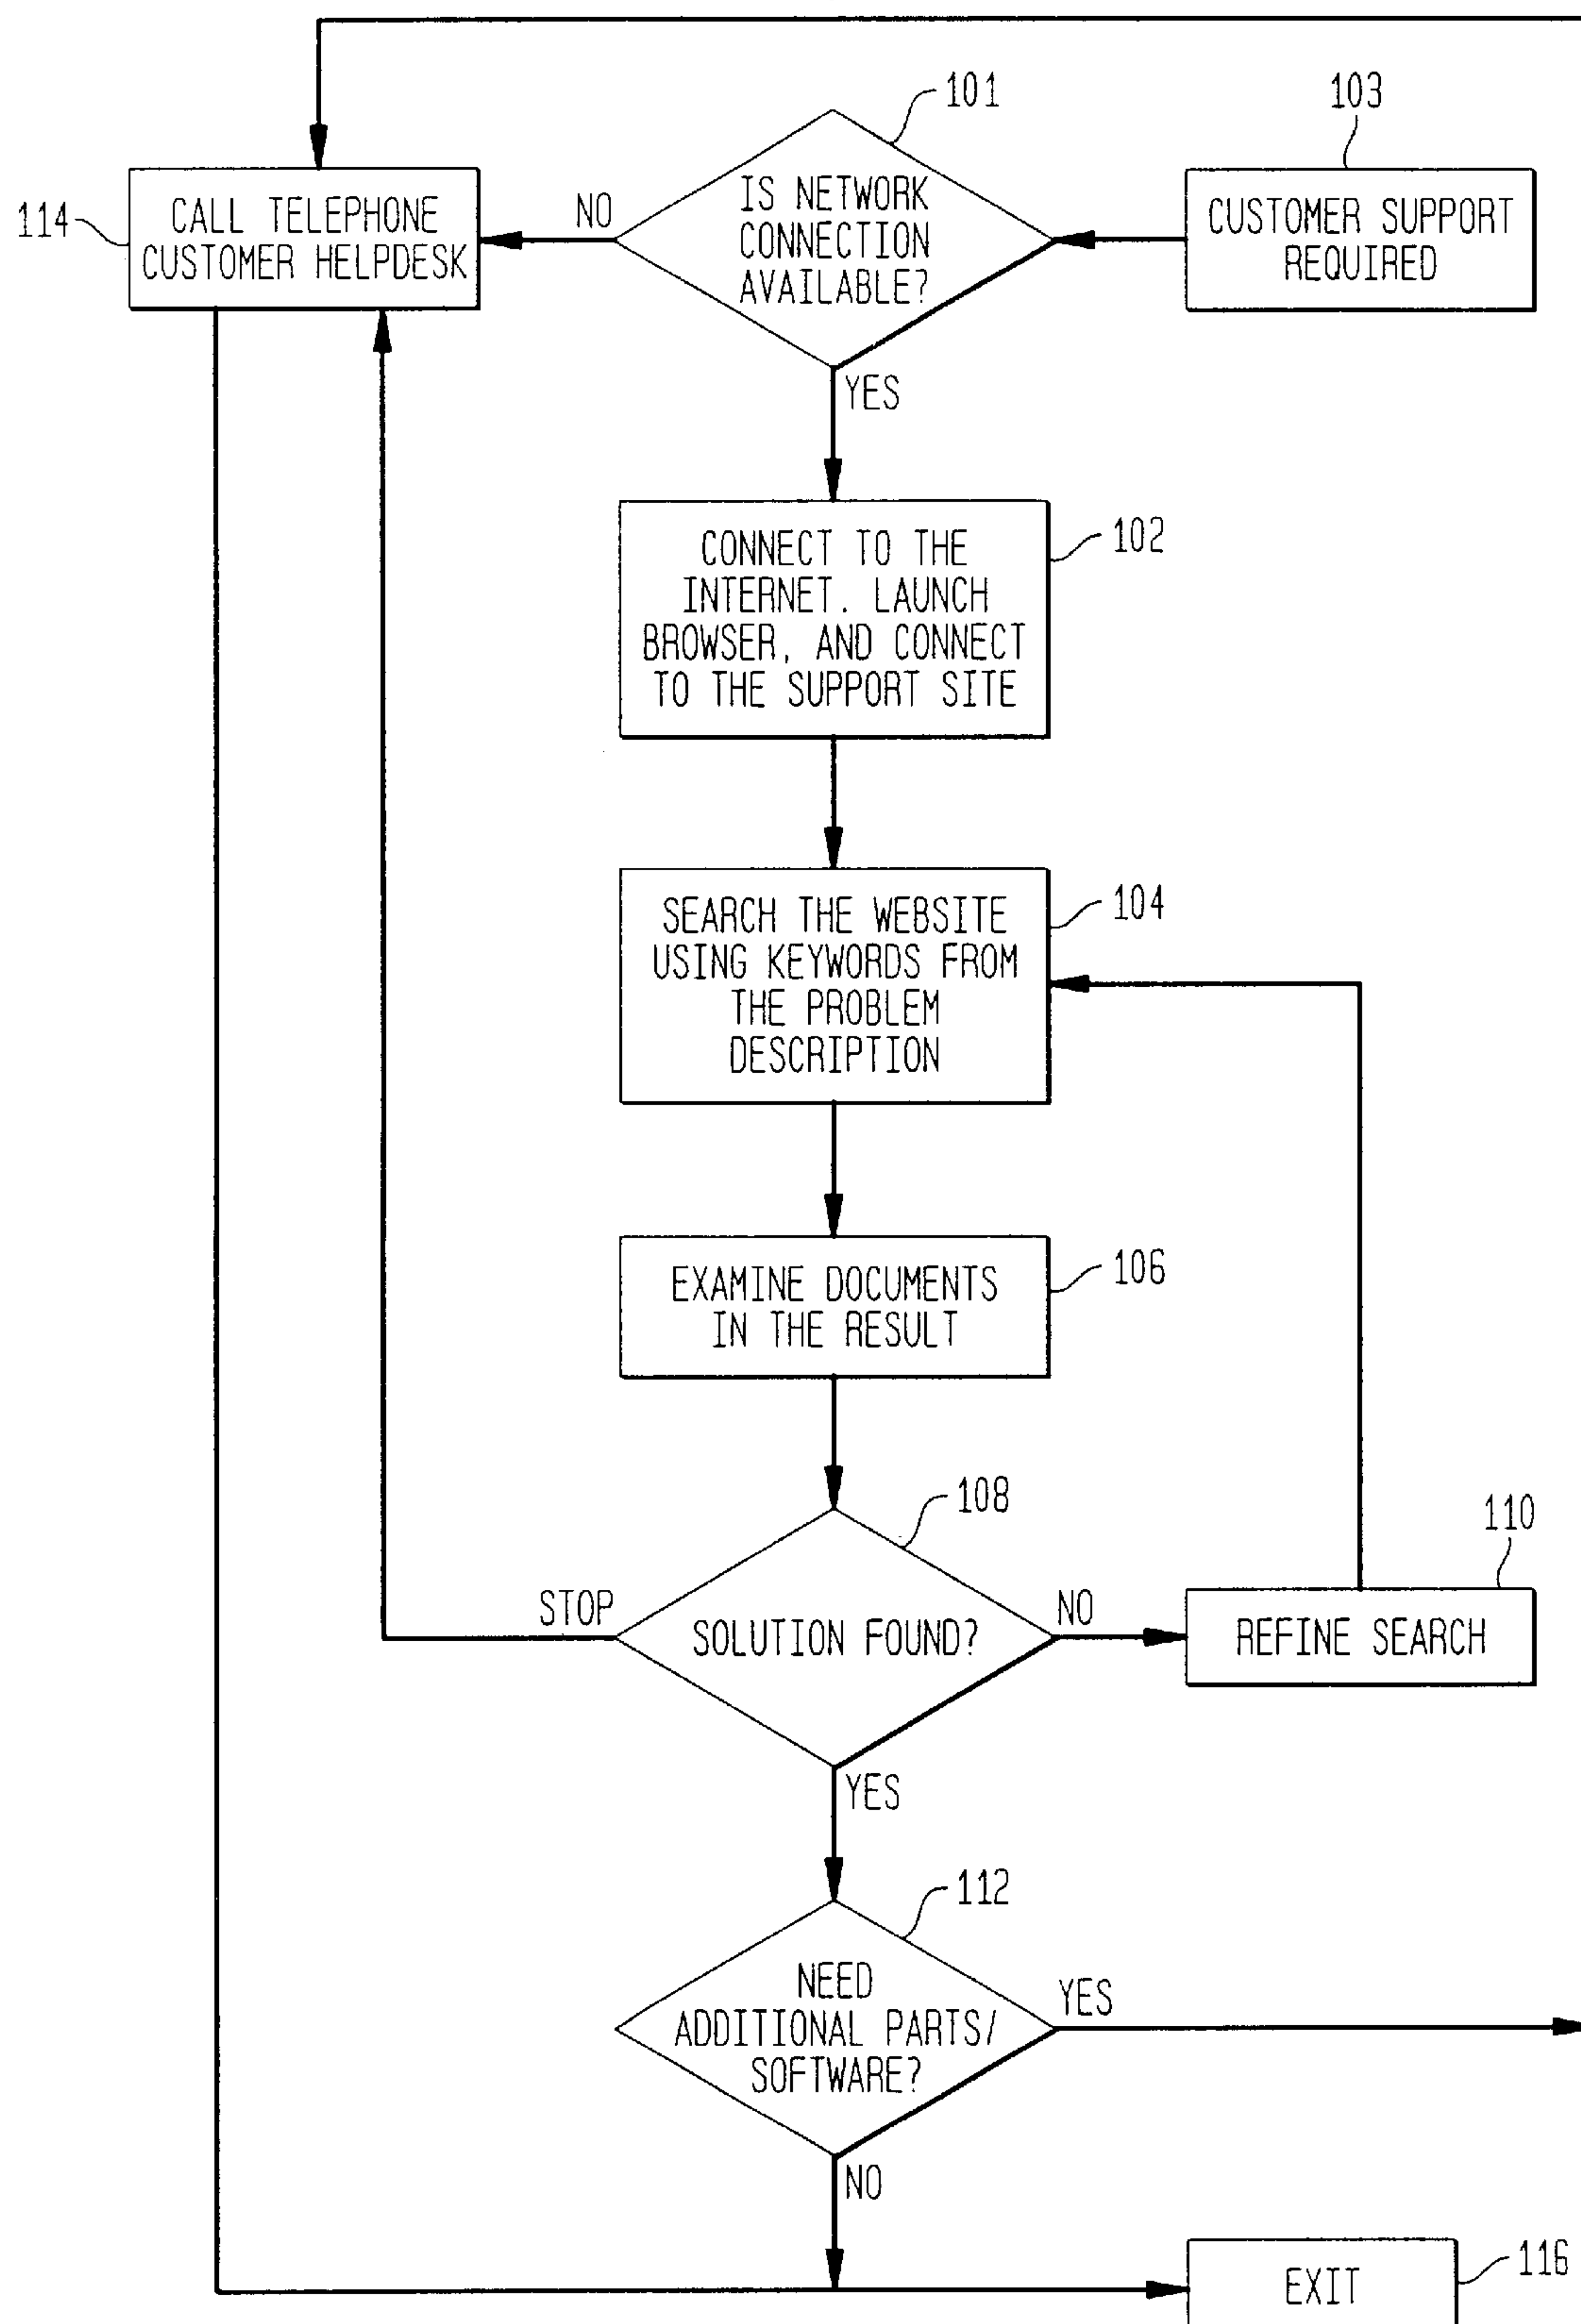 101
103
114
CALL TELEPHONE
CUSTOMER HELPDESK
NO
IS NETWORK
CONNECTION
AVAILABLE?
CUSTOMER SUPPORT
REQUIRED
YES
102
CONNECT TO THE
INTERNET. LAUNCH
BROWSER, AND CONNECT
TO THE SUPPORT SITE
104
SEARCH THE WEBSITE
USING KEYWORDS FROM
THE PROBLEM
DESCRIPTION
106
EXAMINE DOCUMENTS
IN THE RESULT
108
110
STOP
SOLUTION FOUND?
NO
REFINE SEARCH
YES
112
NEED
ADDITIONAL PARTS/
SOFTWARE?
YES
NO
116
EXIT